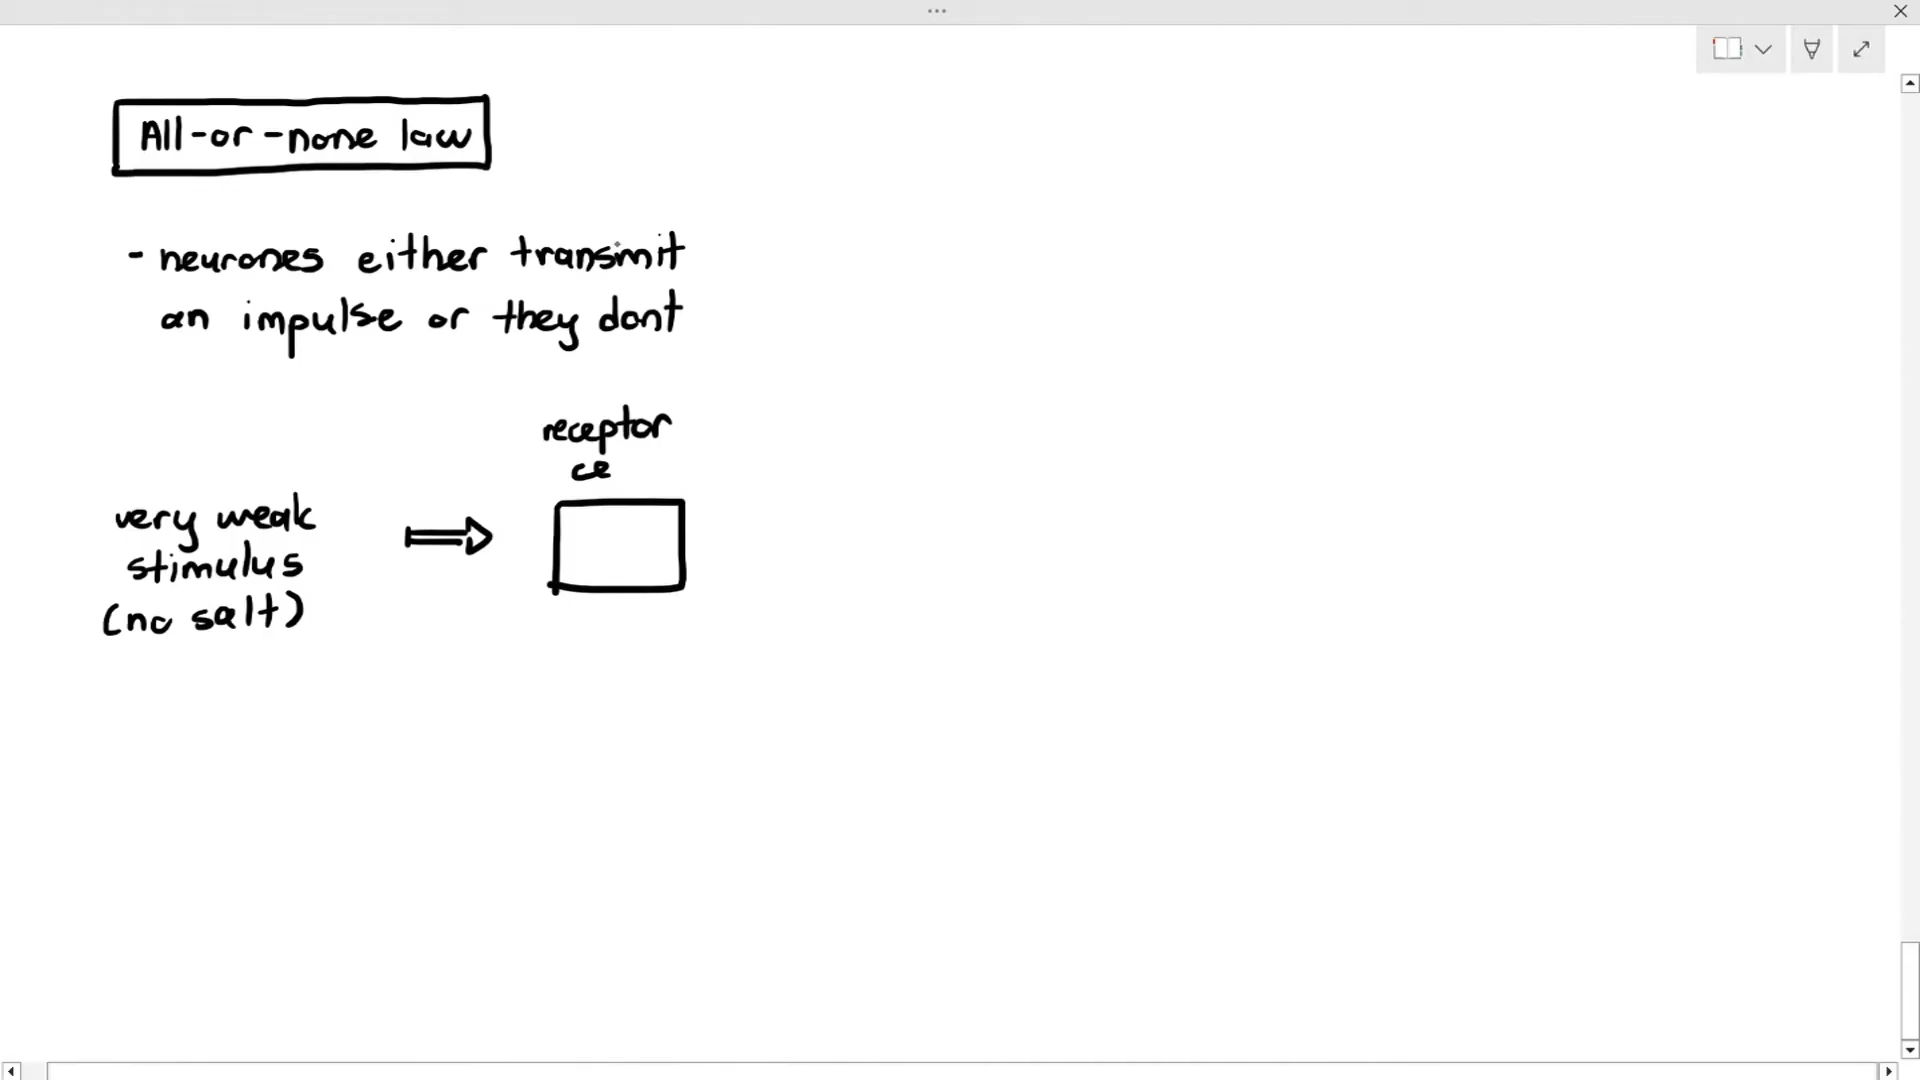 All-or-none law
- neurones either transmit
an impulse or they dont
receptor
ce
very weak
stimulus
(no salt)